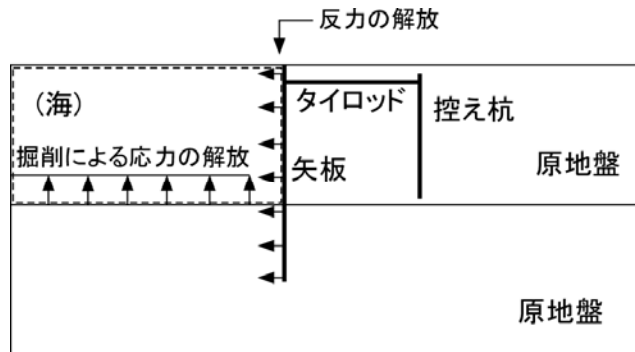 反力の解放
(海)
タイロッド
控え杭
掘削による応力の解放
矢板
原地盤
原地盤